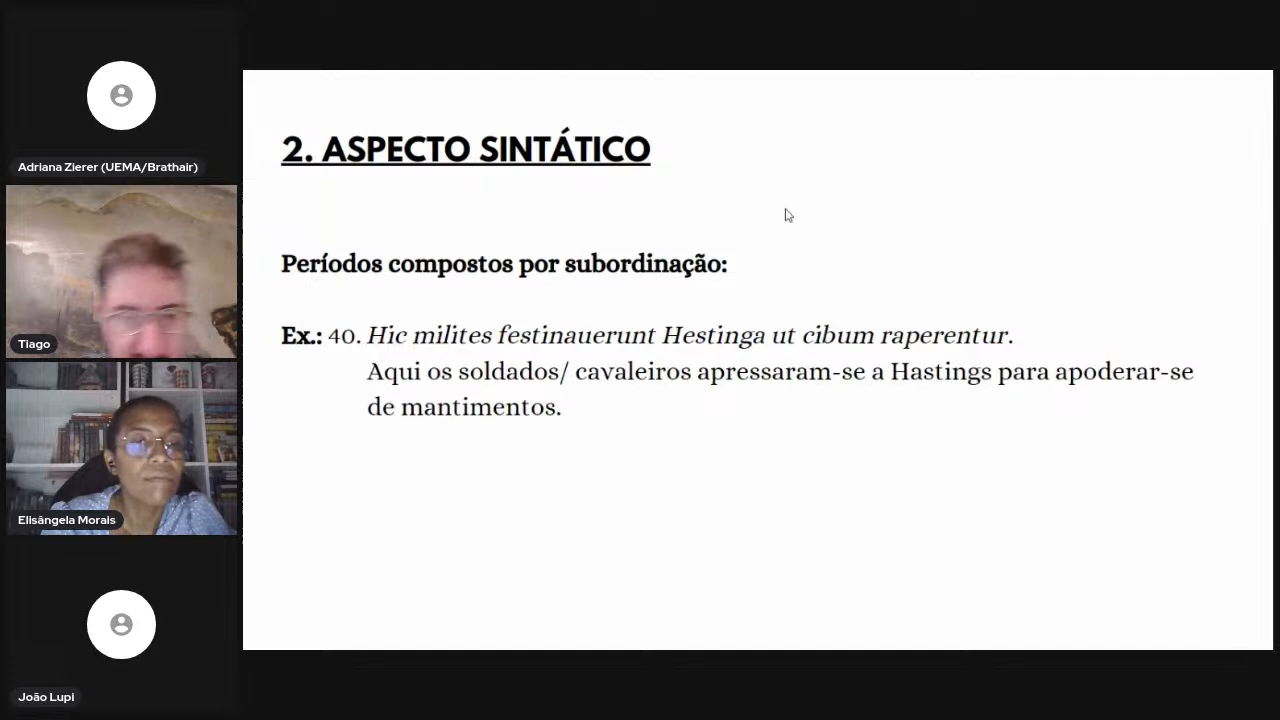 Adriana Zierer (UEMA/Brathair)
Tiago
Elisângela Morais
João Lupi
2. ASPECTO SINTÁTICO
Períodos compostos por subordinação:
Ex.: 40. Hic milites festinauerunt Hestinga ut cibum raperentur.
Aqui os soldados/ cavaleiros apressaram-se a Hastings para apoderar-se
de mantimentos.